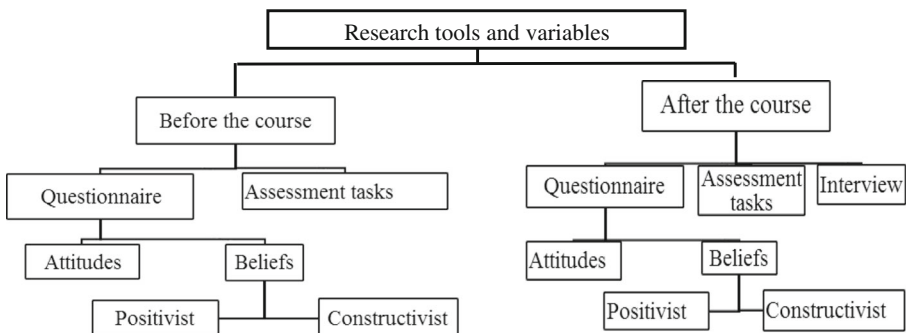 Research tools and variables
Before the course
After the course
Questionnaire
Assessment tasks
Questionnaire
Assessment
tasks
Interview
Attitudes
Beliefs
Attitudes
Beliefs
Positivist
Constructivist
Positivist
Constructivist